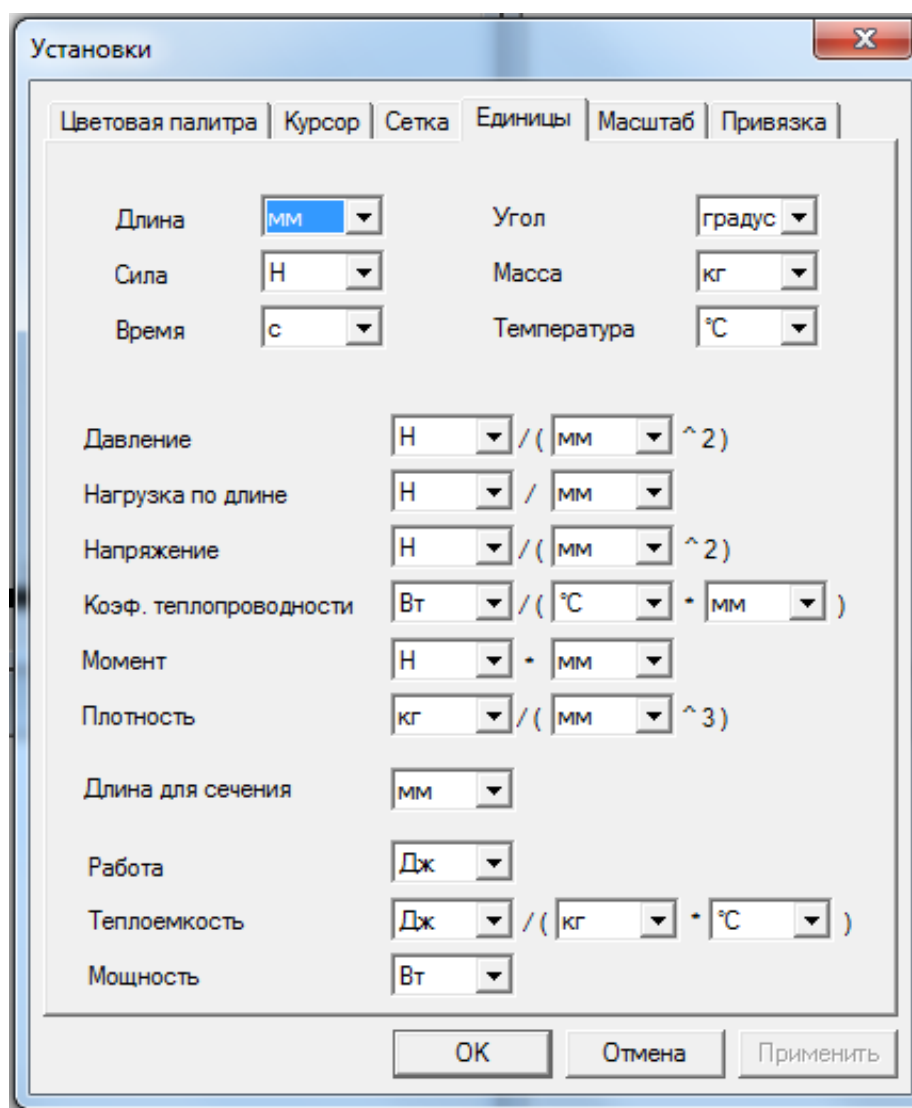 Установки
Цветовая палитра Курсор Сетка Единицы Масштаб Привязка
Длина мм Угол градус
Сила Н Масса кг
Время с Температура °C
Давление Н / ( мм ^ 2 )
Нагрузка по длине Н / мм
Напряжение Н / ( мм ^ 2 )
Коэф. теплопроводности Вт / ( °C * мм )
Момент Н * мм
Плотность кг / ( мм ^ 3 )
Длина для сечения мм
Работа Дж
Теплоемкость Дж / ( кг * °C )
Мощность Вт
OK Отмена Применить